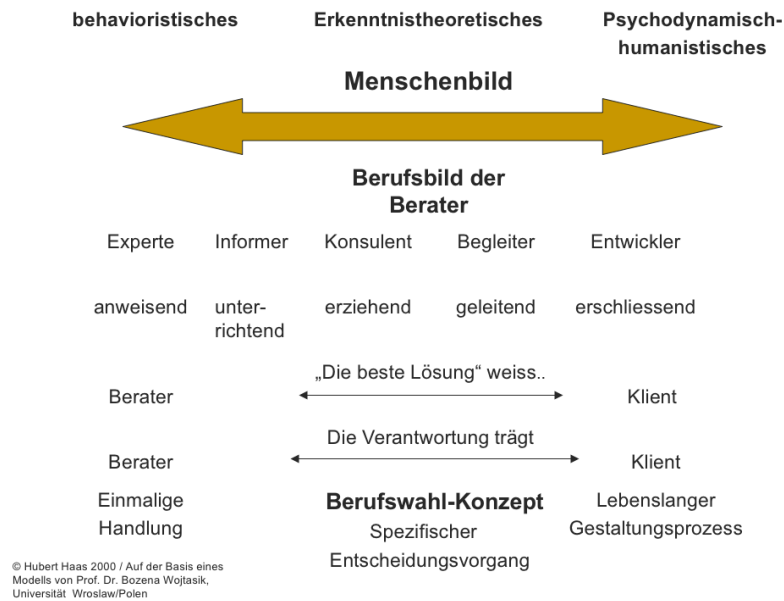 behavioristisches Erkenntnistheoretisches Psychodynamisch-
humanistisches
Menschenbild
Berufsbild der
Berater
Experte Informer Konsulent Begleiter Entwickler
anweisend unter- erziehend geleitend erschliessend
richtend
„Die beste Lösung“ weiss..
Berater Klient
Die Verantwortung trägt
Berater Klient
Einmalige Berufswahl-Konzept Lebenslanger
Handlung Spezifischer Gestaltungsprozess
Entscheidungsvorgang
© Hubert Haas 2000 / Auf der Basis eines
Modells von Prof. Dr. Bozena Wojtasik,
Universität Wroslaw/Polen